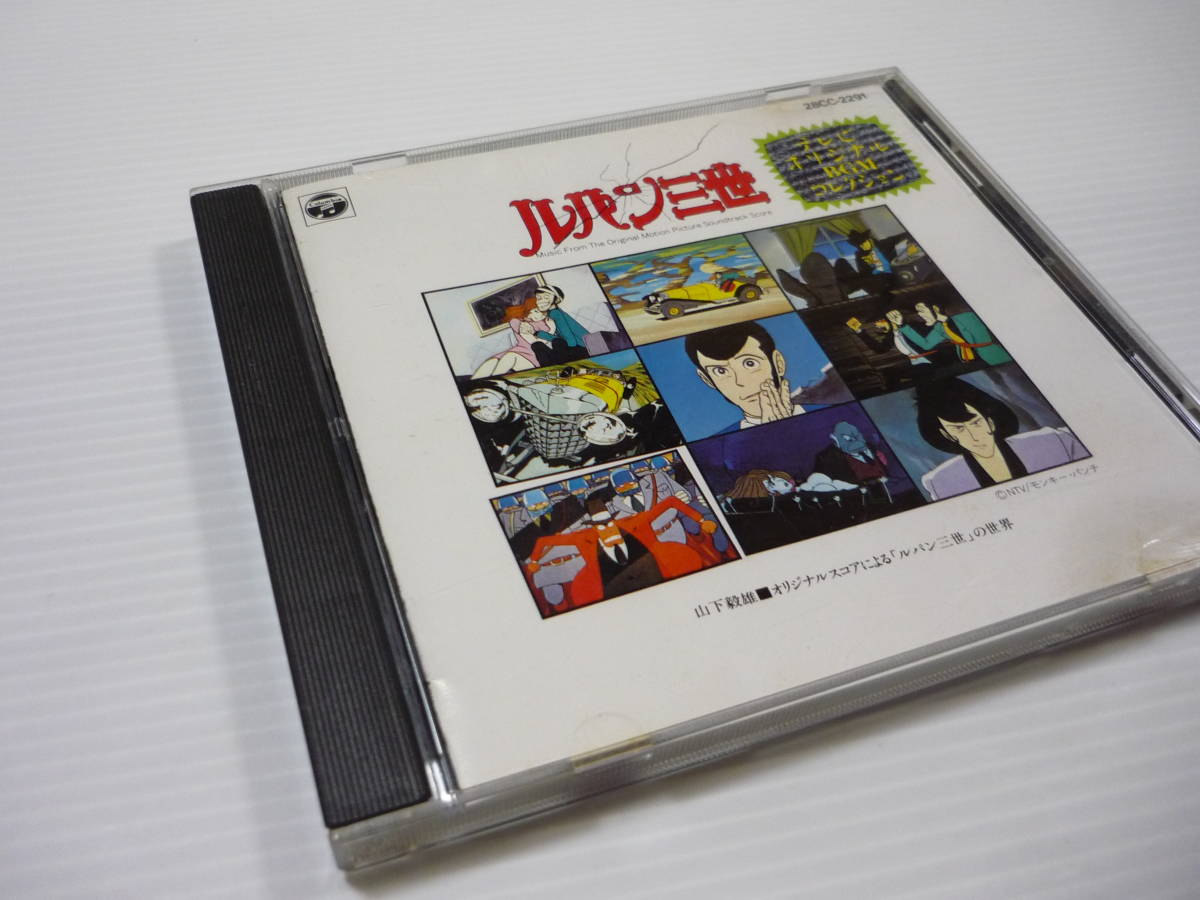 28CC-2291
Columbia
テレビ
オリジナル
BGM
コレクション
ルパン三世
Music From The Original Motion Picture Soundtrack Score
©NTV/モンキー・パンチ
山下毅雄■オリジナルスコアによる「ルパン三世」の世界